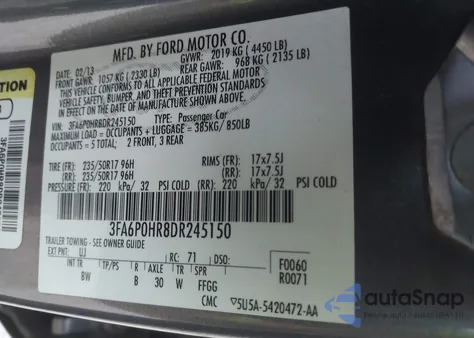 MFD. BY FORD MOTOR CO.
DATE: 02/13 GVWR: 2019 KG (4450 LB)
FRONT GAWR: 1057 KG (2330 LB) REAR GAWR: 968 KG (2135 LB)
THIS VEHICLE CONFORMS TO ALL APPLICABLE FEDERAL MOTOR
VEHICLE SAFETY, BUMPER, AND THEFT PREVENTION STANDARDS
IN EFFECT ON THE DATE OF MANUFACTURE SHOWN ABOVE.
VIN: 3FA6P0HR8DR245150 TYPE: Passenger Car
MAXIMUM LOAD = OCCUPANTS + LUGGAGE = 385KG/850LB
OCCUPANTS = 5 TOTAL: 2 FRONT, 3 REAR
TIRE (FR) 235/50R17 96H RIMS (FR) 17x7.5J
(RR) 235/50R17 96H (RR) 17x7.5J
PRESSURE (FR) 220 kPa/ 32 PSI COLD (RR) 220 kPa/ 32 PSI COLD
3FA6P0HR8DR245150
TRAILER TOWING - SEE OWNER GUIDE
EXT PNT: UJ RC: 71 DSO: F0060
INT TR TP/PS R AXLE TR SPR R0071
BW B 30 W FFGG
CMC 5U5A-5420472-AA
autoSnap